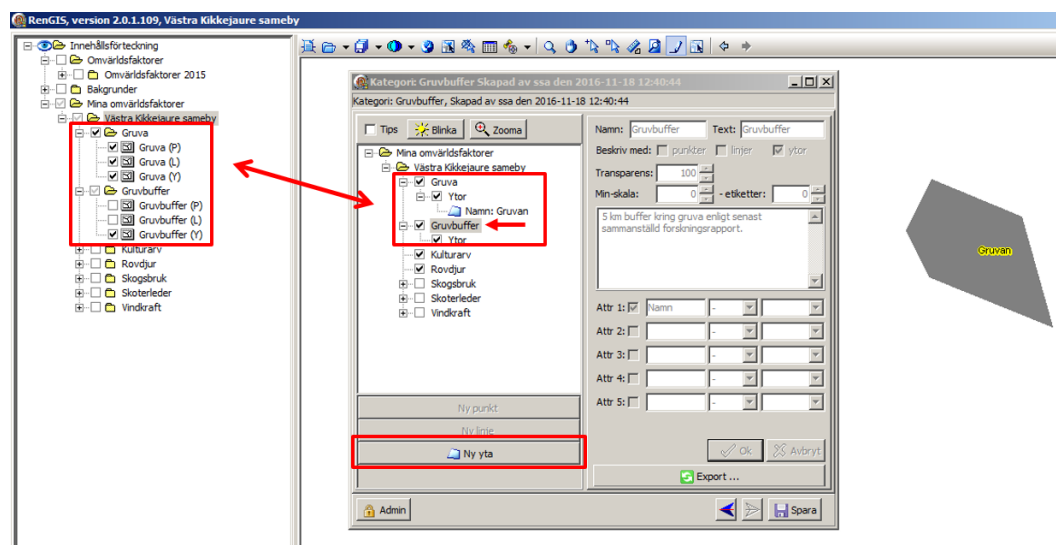 RenGIS, version 2.0.1.109, Västra Kikkejaure sameby
Innehållsförteckning
Omvärldsfaktorer
Omvärldsfaktorer 2015
Bakgrunder
Mina omvärldsfaktorer
Västra Kikkejaure sameby
Gruva
Gruva (P)
Gruva (L)
Gruva (Y)
Gruvbuffer
Gruvbuffer (P)
Gruvbuffer (L)
Gruvbuffer (Y)
Kulturarv
Rovdjur
Skogsbruk
Skoterleder
Vindkraft
Kategori: Gruvbuffer Skapad av ssa den 2016-11-18 12:40:44
Kategori: Gruvbuffer, Skapad av ssa den 2016-11-18 12:40:44
Tips Blinka Zooma
Mina omvärldsfaktorer
Västra Kikkejaure sameby
Gruva
Ytor
Namn: Gruvan
Gruvbuffer
Ytor
Kulturarv
Rovdjur
Skogsbruk
Skoterleder
Vindkraft
Ny punkt
Ny linje
Ny yta
Namn: Gruvbuffer Text: Gruvbuffer
Beskriv med: punkter linjer ytor
Transparens: 100
Min-skala: 0 - etiketter: 0
5 km buffer kring gruva enligt senast
sammanställd forskningsrapport.
Attr 1: Namn -
Attr 2: -
Attr 3: -
Attr 4: -
Attr 5: -
Ok Avbryt
Export ...
Admin Spara
Gruvan